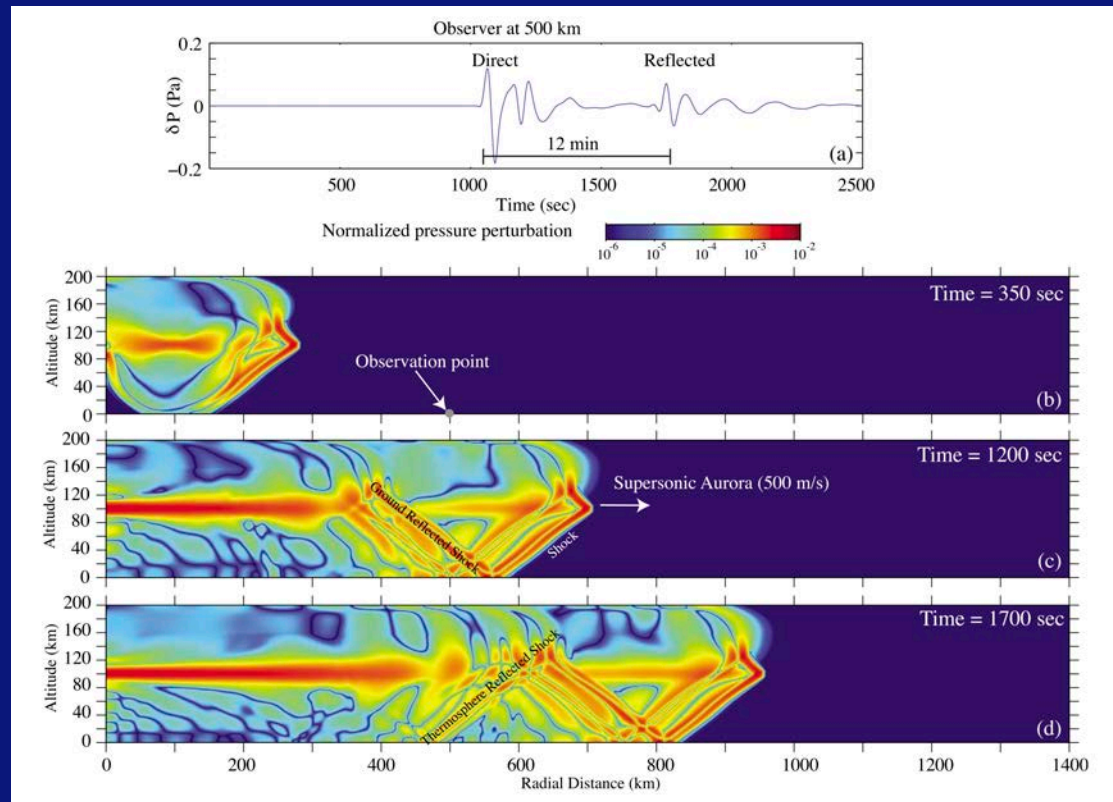 Observer at 500 km
0.2
Direct
Reflected
δP (Pa)
0
12 min
(a)
−0.2
500
1000
1500
2000
2500
Time (sec)
Normalized pressure perturbation
10⁻⁶
10⁻⁵
10⁻⁴
10⁻³
10⁻²
200
160
120
80
40
0
Altitude (km)
Time = 350 sec
Observation point
(b)
200
160
120
80
40
0
Altitude (km)
Time = 1200 sec
Ground Reflected Shock
Supersonic Aurora (500 m/s)
Shock
(c)
200
160
120
80
40
0
Altitude (km)
Time = 1700 sec
Thermosphere Reflected Shock
(d)
0
200
400
600
800
1000
1200
1400
Radial Distance (km)